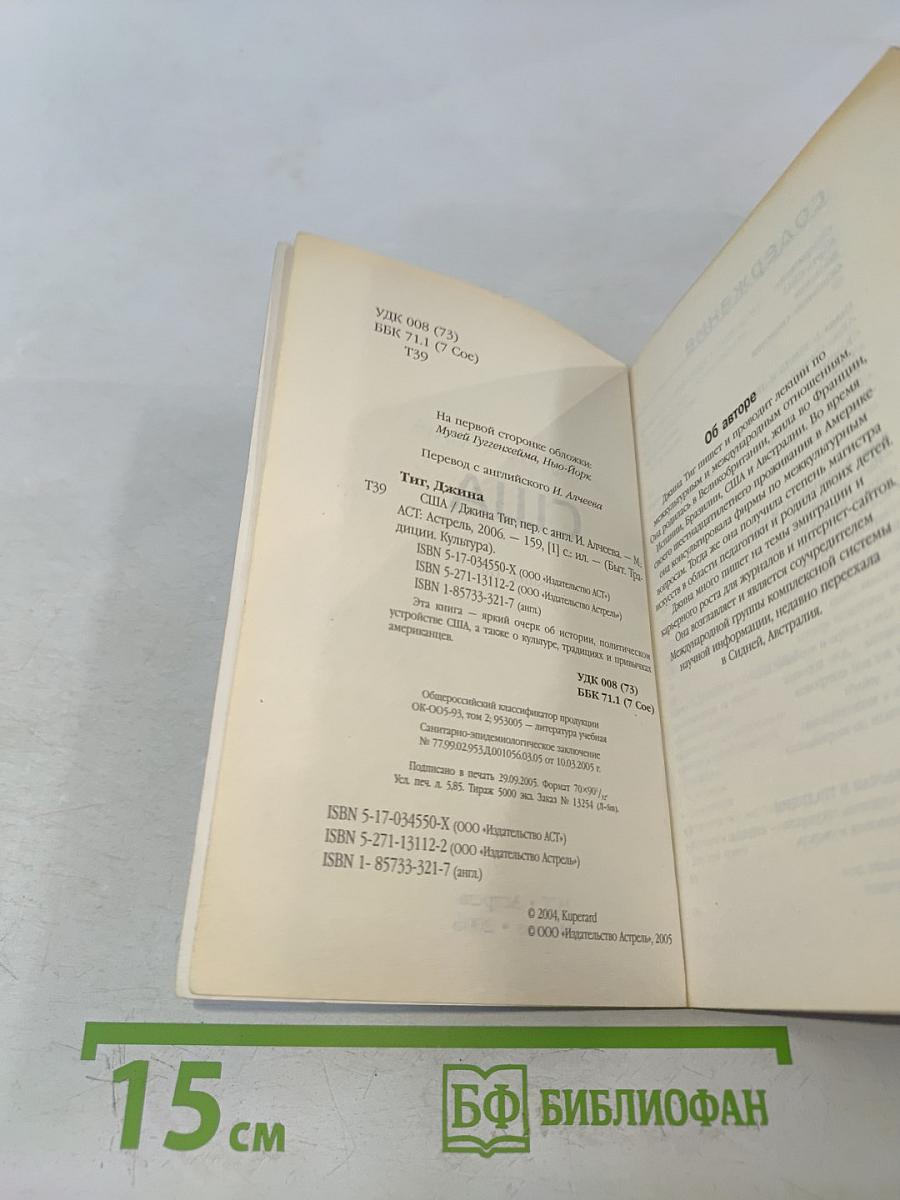 УДК 008 (73)
ББК 71.1 (7 Сое)
Т39
На первой сторонке обложки:
Музей Гуггенхейма, Нью-Йорк
Перевод с английского И. Алчеева
Тиг, Джина
Т39 США / Джина Тиг; пер. с англ. И. Алчеева. — М.:
АСТ: Астрель, 2006. — 159, [1] с.: ил. — (Быт. Тра-
диции. Культура).
ISBN 5-17-034550-X (ООО «Издательство АСТ»)
ISBN 5-271-13112-2 (ООО «Издательство Астрель»)
ISBN 1-85733-321-7 (англ.)
Эта книга — яркий очерк об истории, политическом
устройстве США, а также о культуре, традициях и привычках
американцев.
УДК 008 (73)
ББК 71.1 (7 Сое)
Общероссийский классификатор продукции
ОК-ОО5-93, том 2; 953005 — литература учебная
Санитарно-эпидемиологическое заключение
№ 77.99.02.953.Д.001056.03.05 от 10.03.2005 г.
Подписано в печать 29.09.2005. Формат 70×90¹/₃₂.
Усл. печ. л. 5,85. Тираж 5000 экз. Заказ № 13254 (Л-бп).
ISBN 5-17-034550-X (ООО «Издательство АСТ»)
ISBN 5-271-13112-2 (ООО «Издательство Астрель»)
ISBN 1- 85733-321-7 (англ.)
© 2004, Kuperard
© ООО «Издательство Астрель», 2005
Об авторе
Джина Тиг пишет и проводит лекции по
межкультурным и международным отношениям.
Она родилась в Великобритании, жила во Франции,
Испании, Бразилии, США и Австралии. Во время
своего шестнадцатилетнего проживания в Америке
она консультировала фирмы по межкультурным
вопросам. Тогда же она получила степень магистра
искусств в области педагогики и родила двоих детей.
Джина много пишет на темы эмиграции и
карьерного роста для журналов и интернет-сайтов.
Она возглавляет и является соучредителем
Международной группы комплексной системы
научной информации, недавно переехала
в Сидней, Австралия.
15 см
БФ БИБЛИОФАН